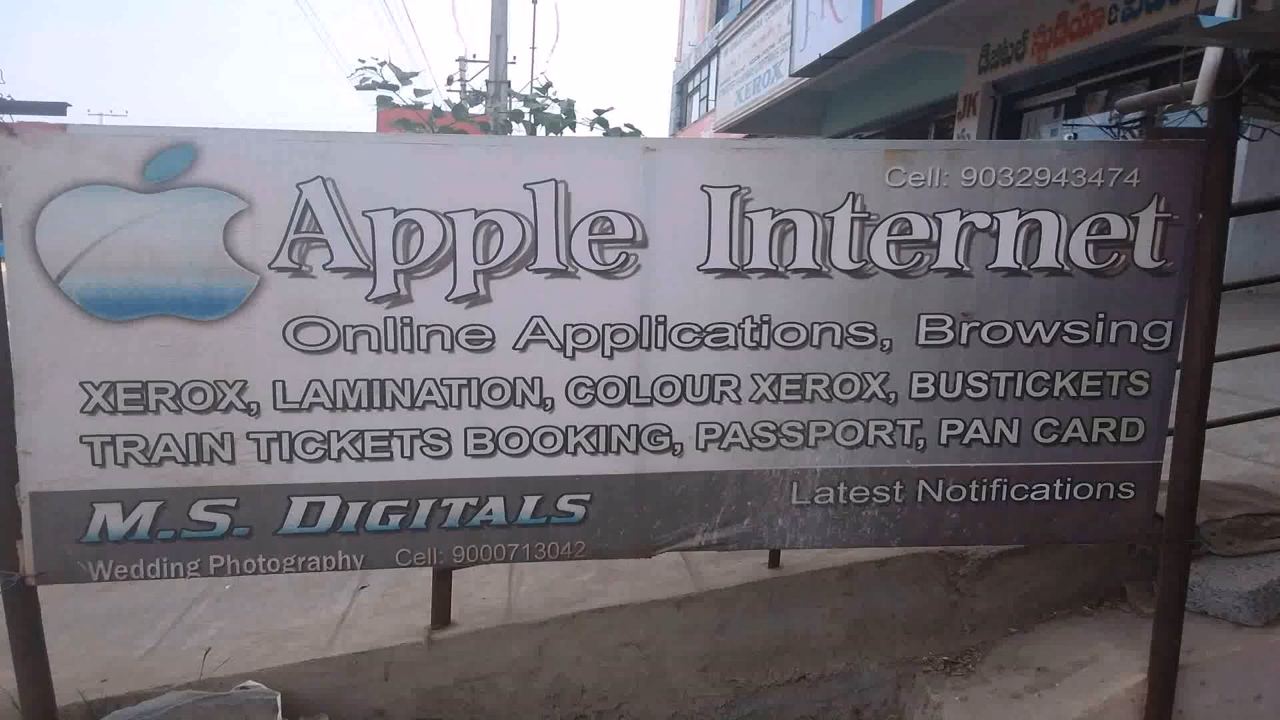 XEROX
డిజిటల్ స్టూడియో &
JK
Cell: 9032943474
Apple Internet
Online Applications, Browsing
XEROX, LAMINATION, COLOUR XEROX, BUSTICKETS
TRAIN TICKETS BOOKING, PASSPORT, PAN CARD
Latest Notifications
M.S. DIGITALS
Wedding Photography Cell: 9000713042